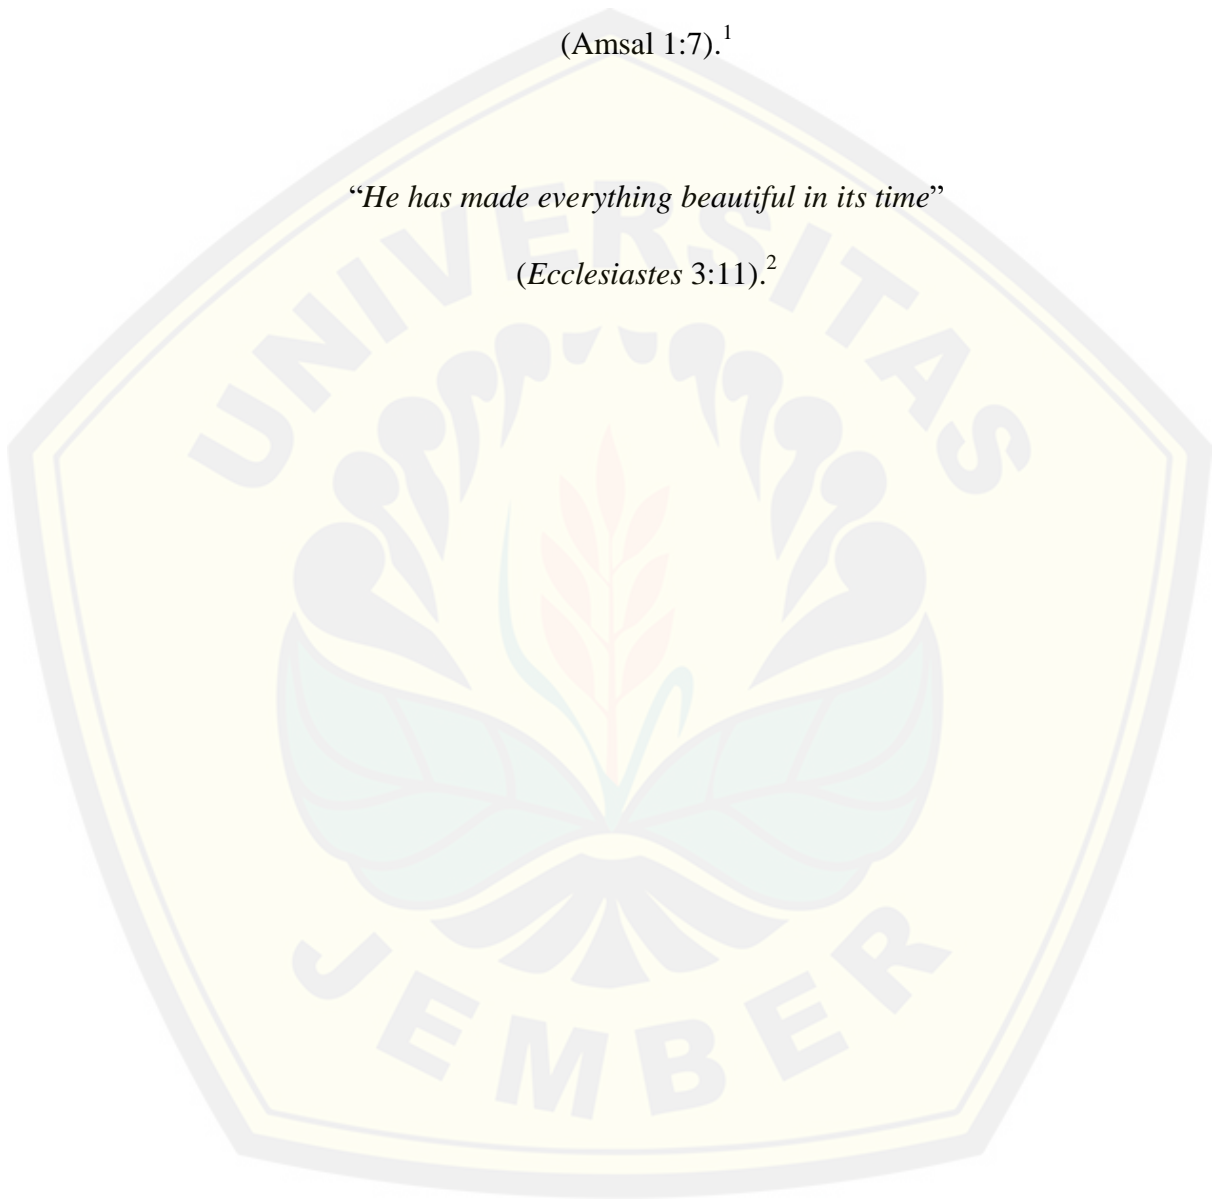 (Amsal 1:7).1
“He has made everything beautiful in its time”
(Ecclesiastes 3:11).2
UNIVERSITAS
JEMBER